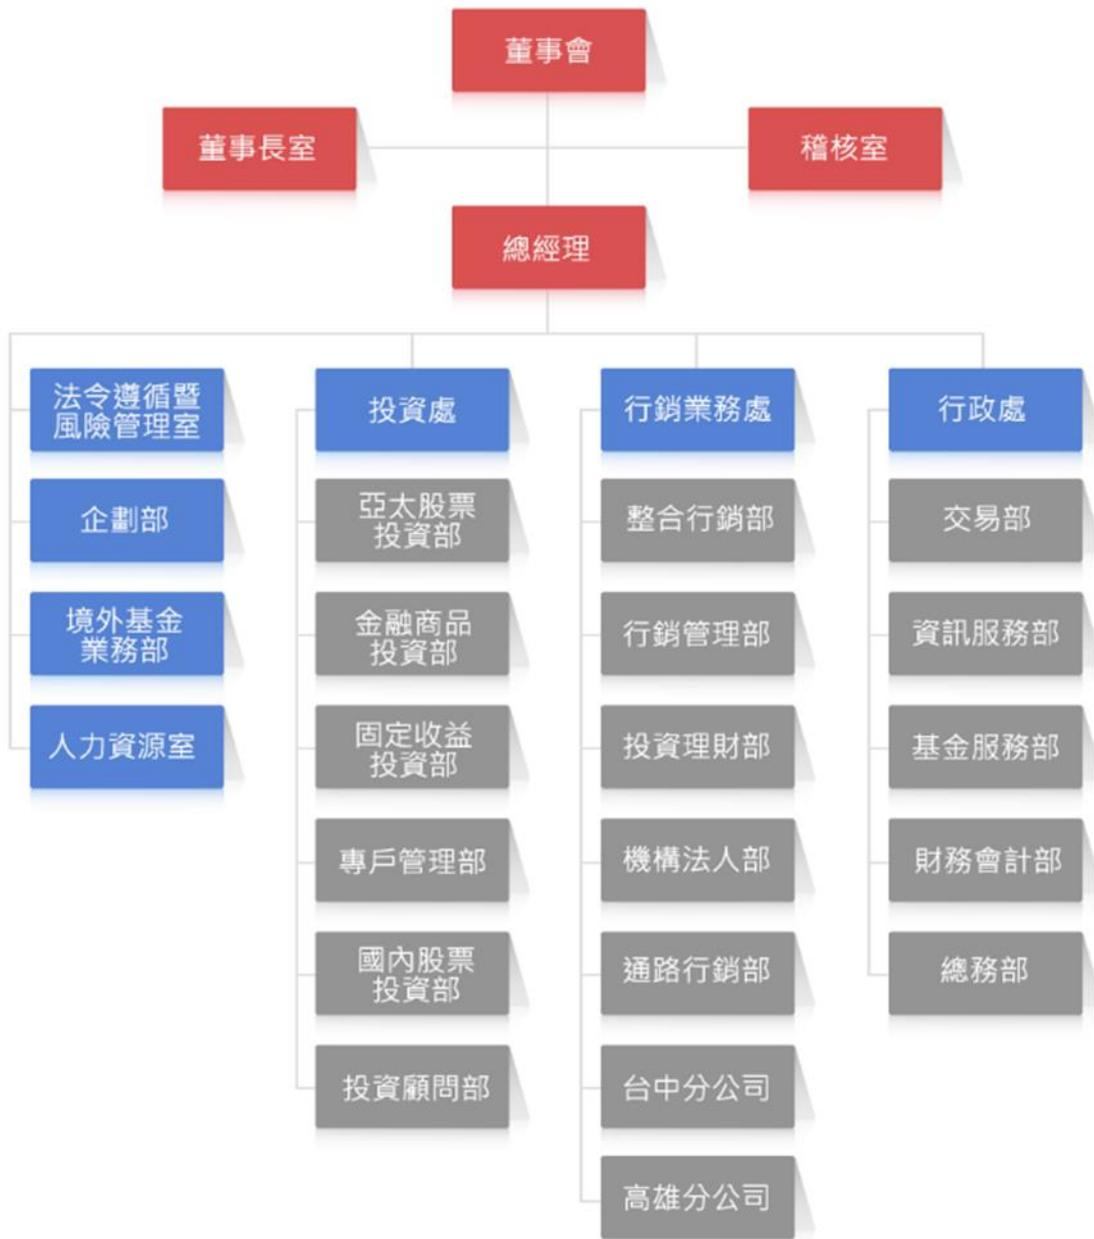 董事會
董事長室
稽核室
總經理
法令遵循暨
風險管理室
企劃部
境外基金
業務部
人力資源室
投資處
亞太股票
投資部
金融商品
投資部
固定收益
投資部
專戶管理部
國內股票
投資部
投資顧問部
行銷業務處
整合行銷部
行銷管理部
投資理財部
機構法人部
通路行銷部
台中分公司
高雄分公司
行政處
交易部
資訊服務部
基金服務部
財務會計部
總務部